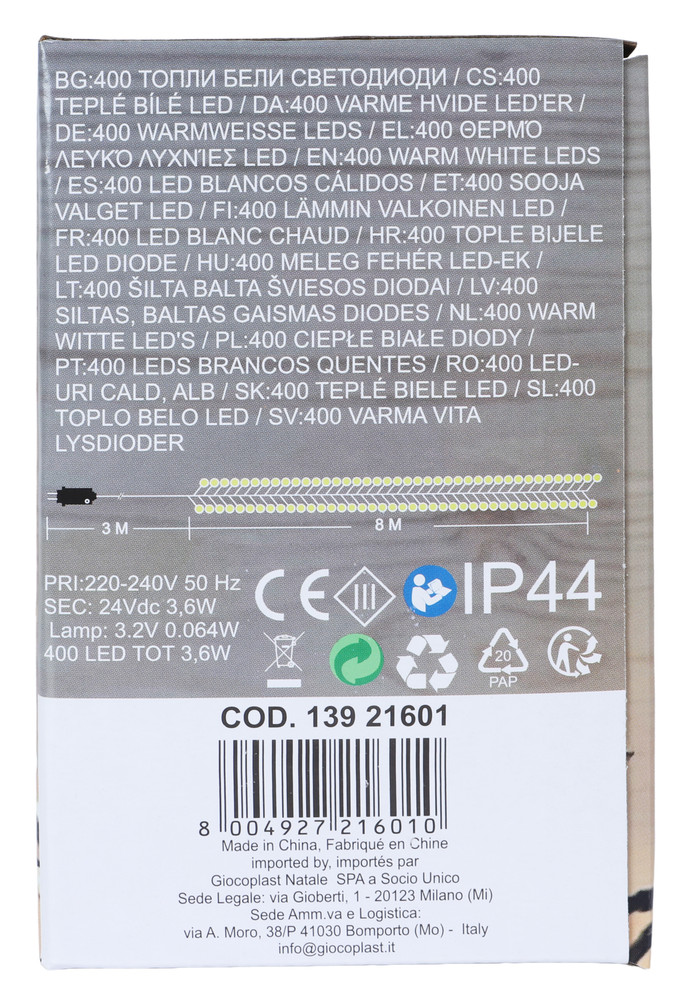 BG:400 ТОПЛИ БЕЛИ СВЕТОДИОДИ / CS:400
TEPLÉ BÍLÉ LED / DA:400 VARME HVIDE LED'ER /
DE:400 WARMWEISSE LEDS / EL:400 ΘΕΡΜΌ
ΛΕΥΚΌ ΛΥΧΝΊΕΣ LED / EN:400 WARM WHITE LEDS
/ ES:400 LED BLANCOS CÁLIDOS / ET:400 SOOJA
VALGET LED / FI:400 LÄMMIN VALKOINEN LED /
FR:400 LED BLANC CHAUD / HR:400 TOPLE BIJELE
LED DIODE / HU:400 MELEG FEHÉR LED-EK /
LT:400 ŠILTA BALTA ŠVIESOS DIODAI / LV:400
SILTAS, BALTAS GAISMAS DIODES / NL:400 WARM
WITTE LED'S / PL:400 CIEPŁE BIAŁE DIODY /
PT:400 LEDS BRANCOS QUENTES / RO:400 LED-
URI CALD, ALB / SK:400 TEPLÉ BIELE LED / SL:400
TOPLO BELO LED / SV:400 VARMA VITA
LYSDIODER
3 M 8 M
PRI:220-240V 50 Hz
SEC: 24Vdc 3,6W
Lamp: 3.2V 0.064W
400 LED TOT 3,6W
CE III IP44
20
PAP
COD. 139 21601
8 004927 216010
Made in China, Fabriqué en Chine
imported by, importés par
Giocoplast Natale SPA a Socio Unico
Sede Legale: via Gioberti, 1 - 20123 Milano (Mi)
Sede Amm.va e Logistica:
via A. Moro, 38/P 41030 Bomporto (Mo) - Italy
info@giocoplast.it